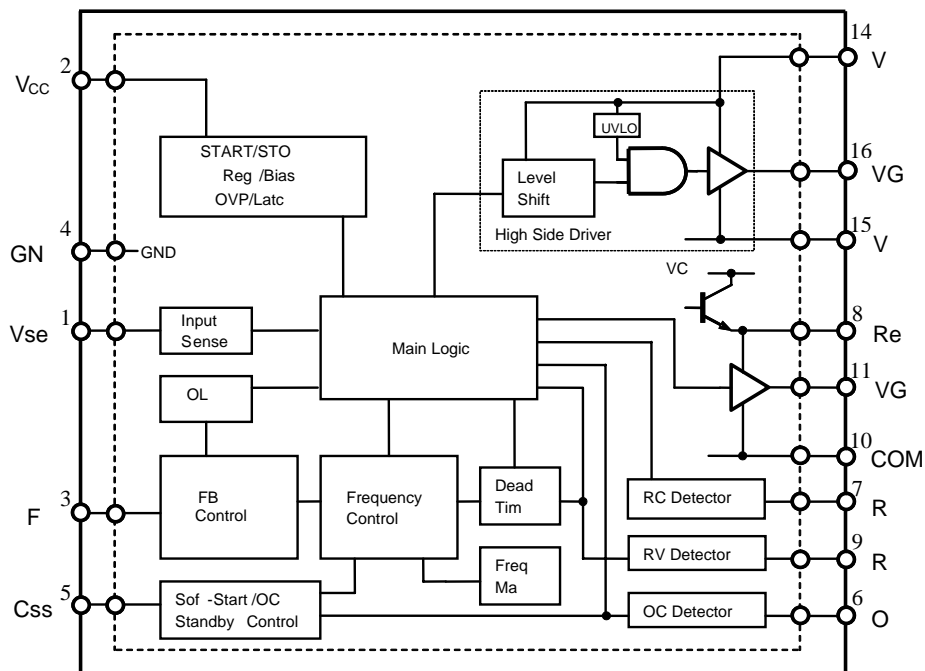 14
2
V
VCC
UVLO
START/STO
Reg /Bias
OVP/Latc
16
Level
Shift
VG
4
15
GN
GND
High Side Driver
V
VC
1
8
Vse
Input
Sense
Main Logic
Re
11
OL
VG
10
COM
3
FB
Control
Frequency
Control
Dead
Tim
RC Detector
7
F
R
9
Freq
Ma
RV Detector
R
5
Css
Sof -Start /OC
Standby Control
OC Detector
6
O